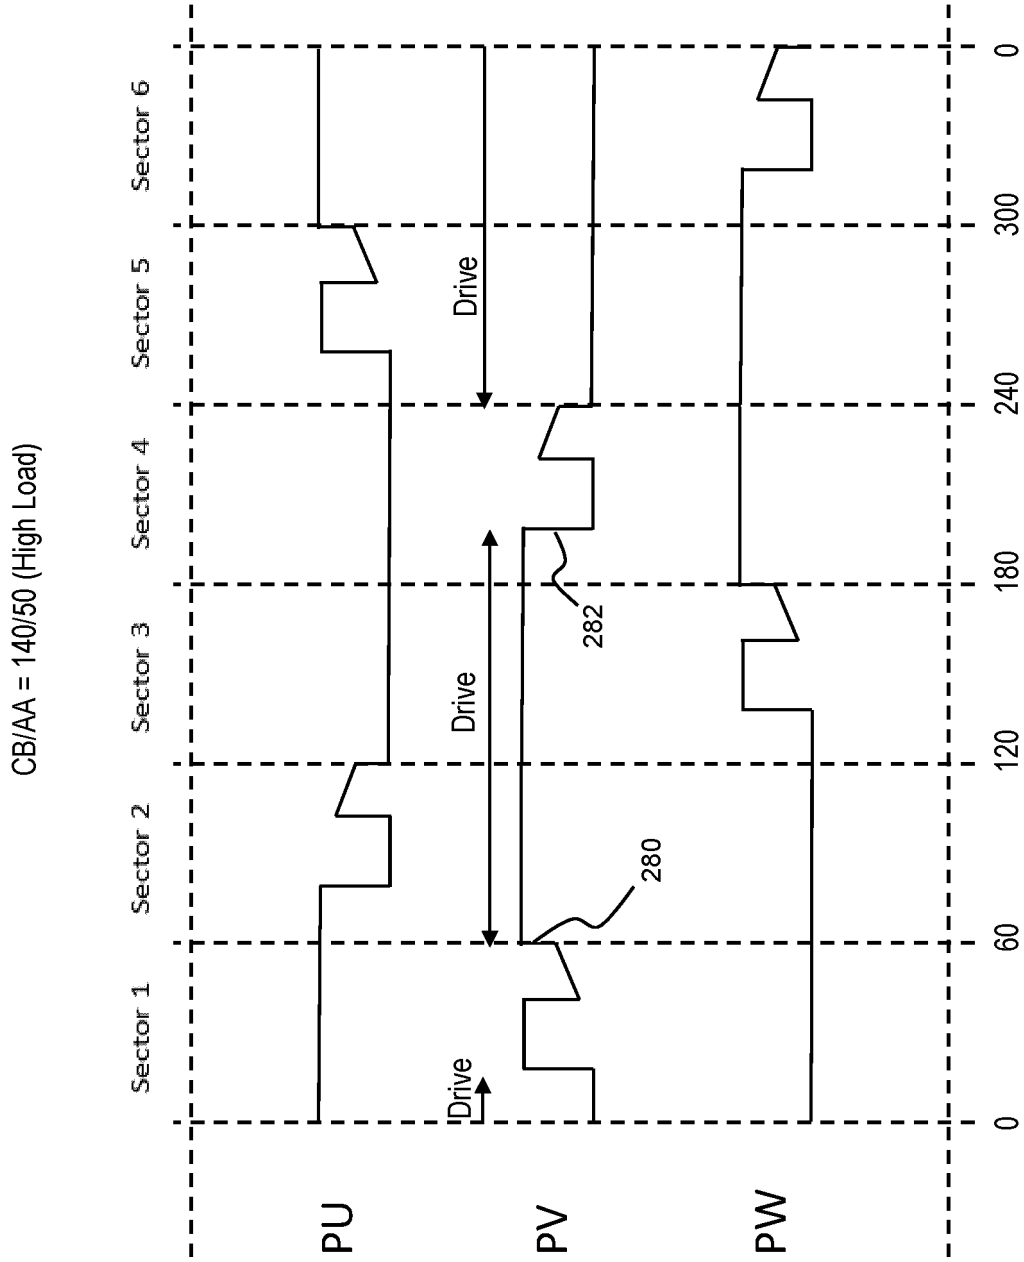 CB/AA = 140/50 (High Load)
Sector 1
Sector 2
Sector 3
Sector 4
Sector 5
Sector 6
PU
Drive
Drive
Drive
PV
280
282
PW
0
60
120
180
240
300
0